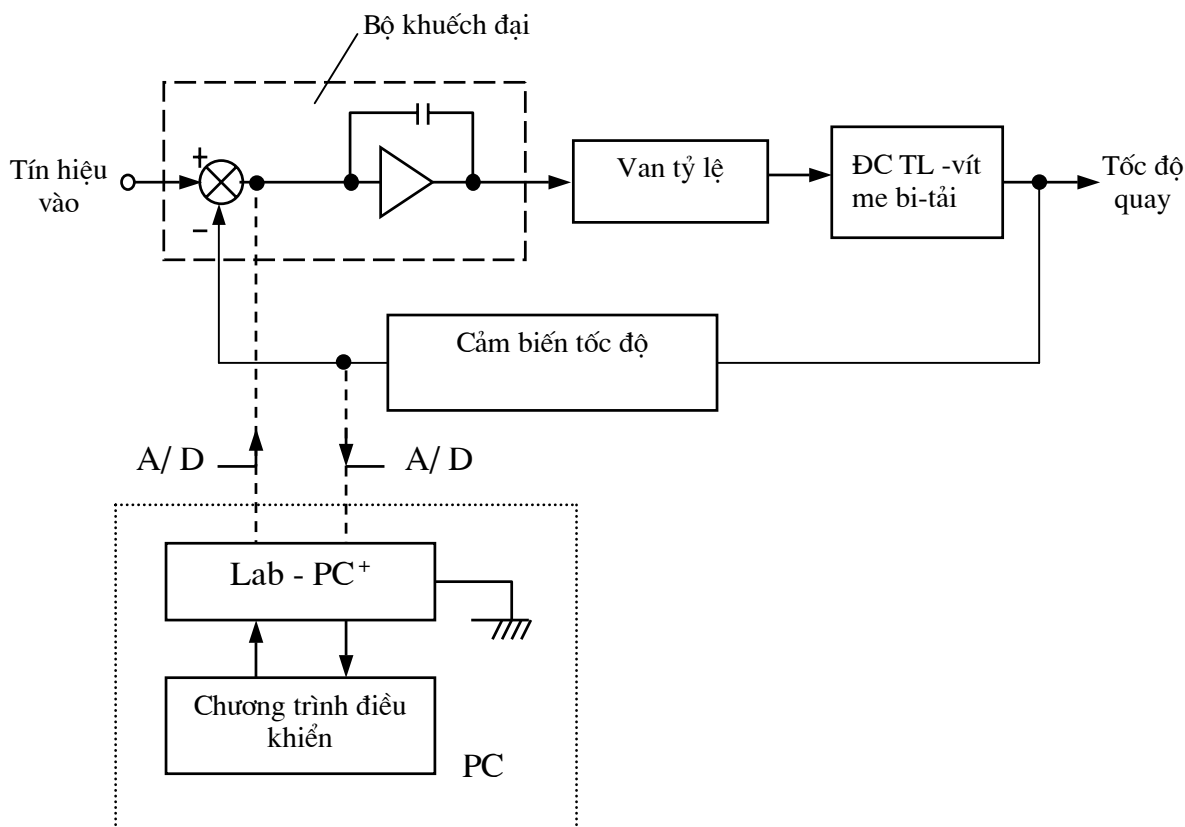 Bộ khuếch đại
+
Tín hiệu
vào
−
Van tỷ lệ
ĐC TL -vít
me bi-tải
Tốc độ
quay
Cảm biến tốc độ
A/ D
A/ D
Lab - PC⁺
Chương trình điều
khiển
PC